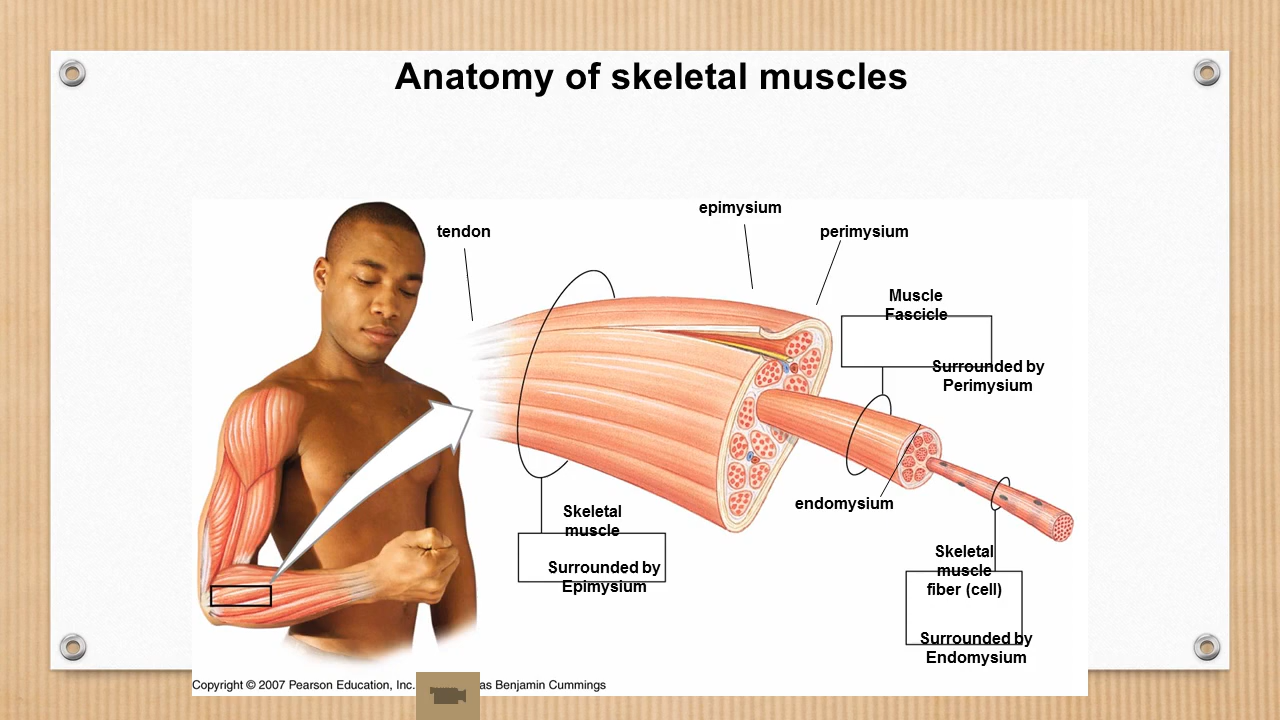 Anatomy of skeletal muscles
epimysium
tendon
perimysium
Muscle
Fascicle
Surrounded by
Perimysium
endomysium
Skeletal
muscle
Surrounded by
Epimysium
Skeletal
muscle
fiber (cell)
Surrounded by
Endomysium
Copyright © 2007 Pearson Education, Inc. as Benjamin Cummings